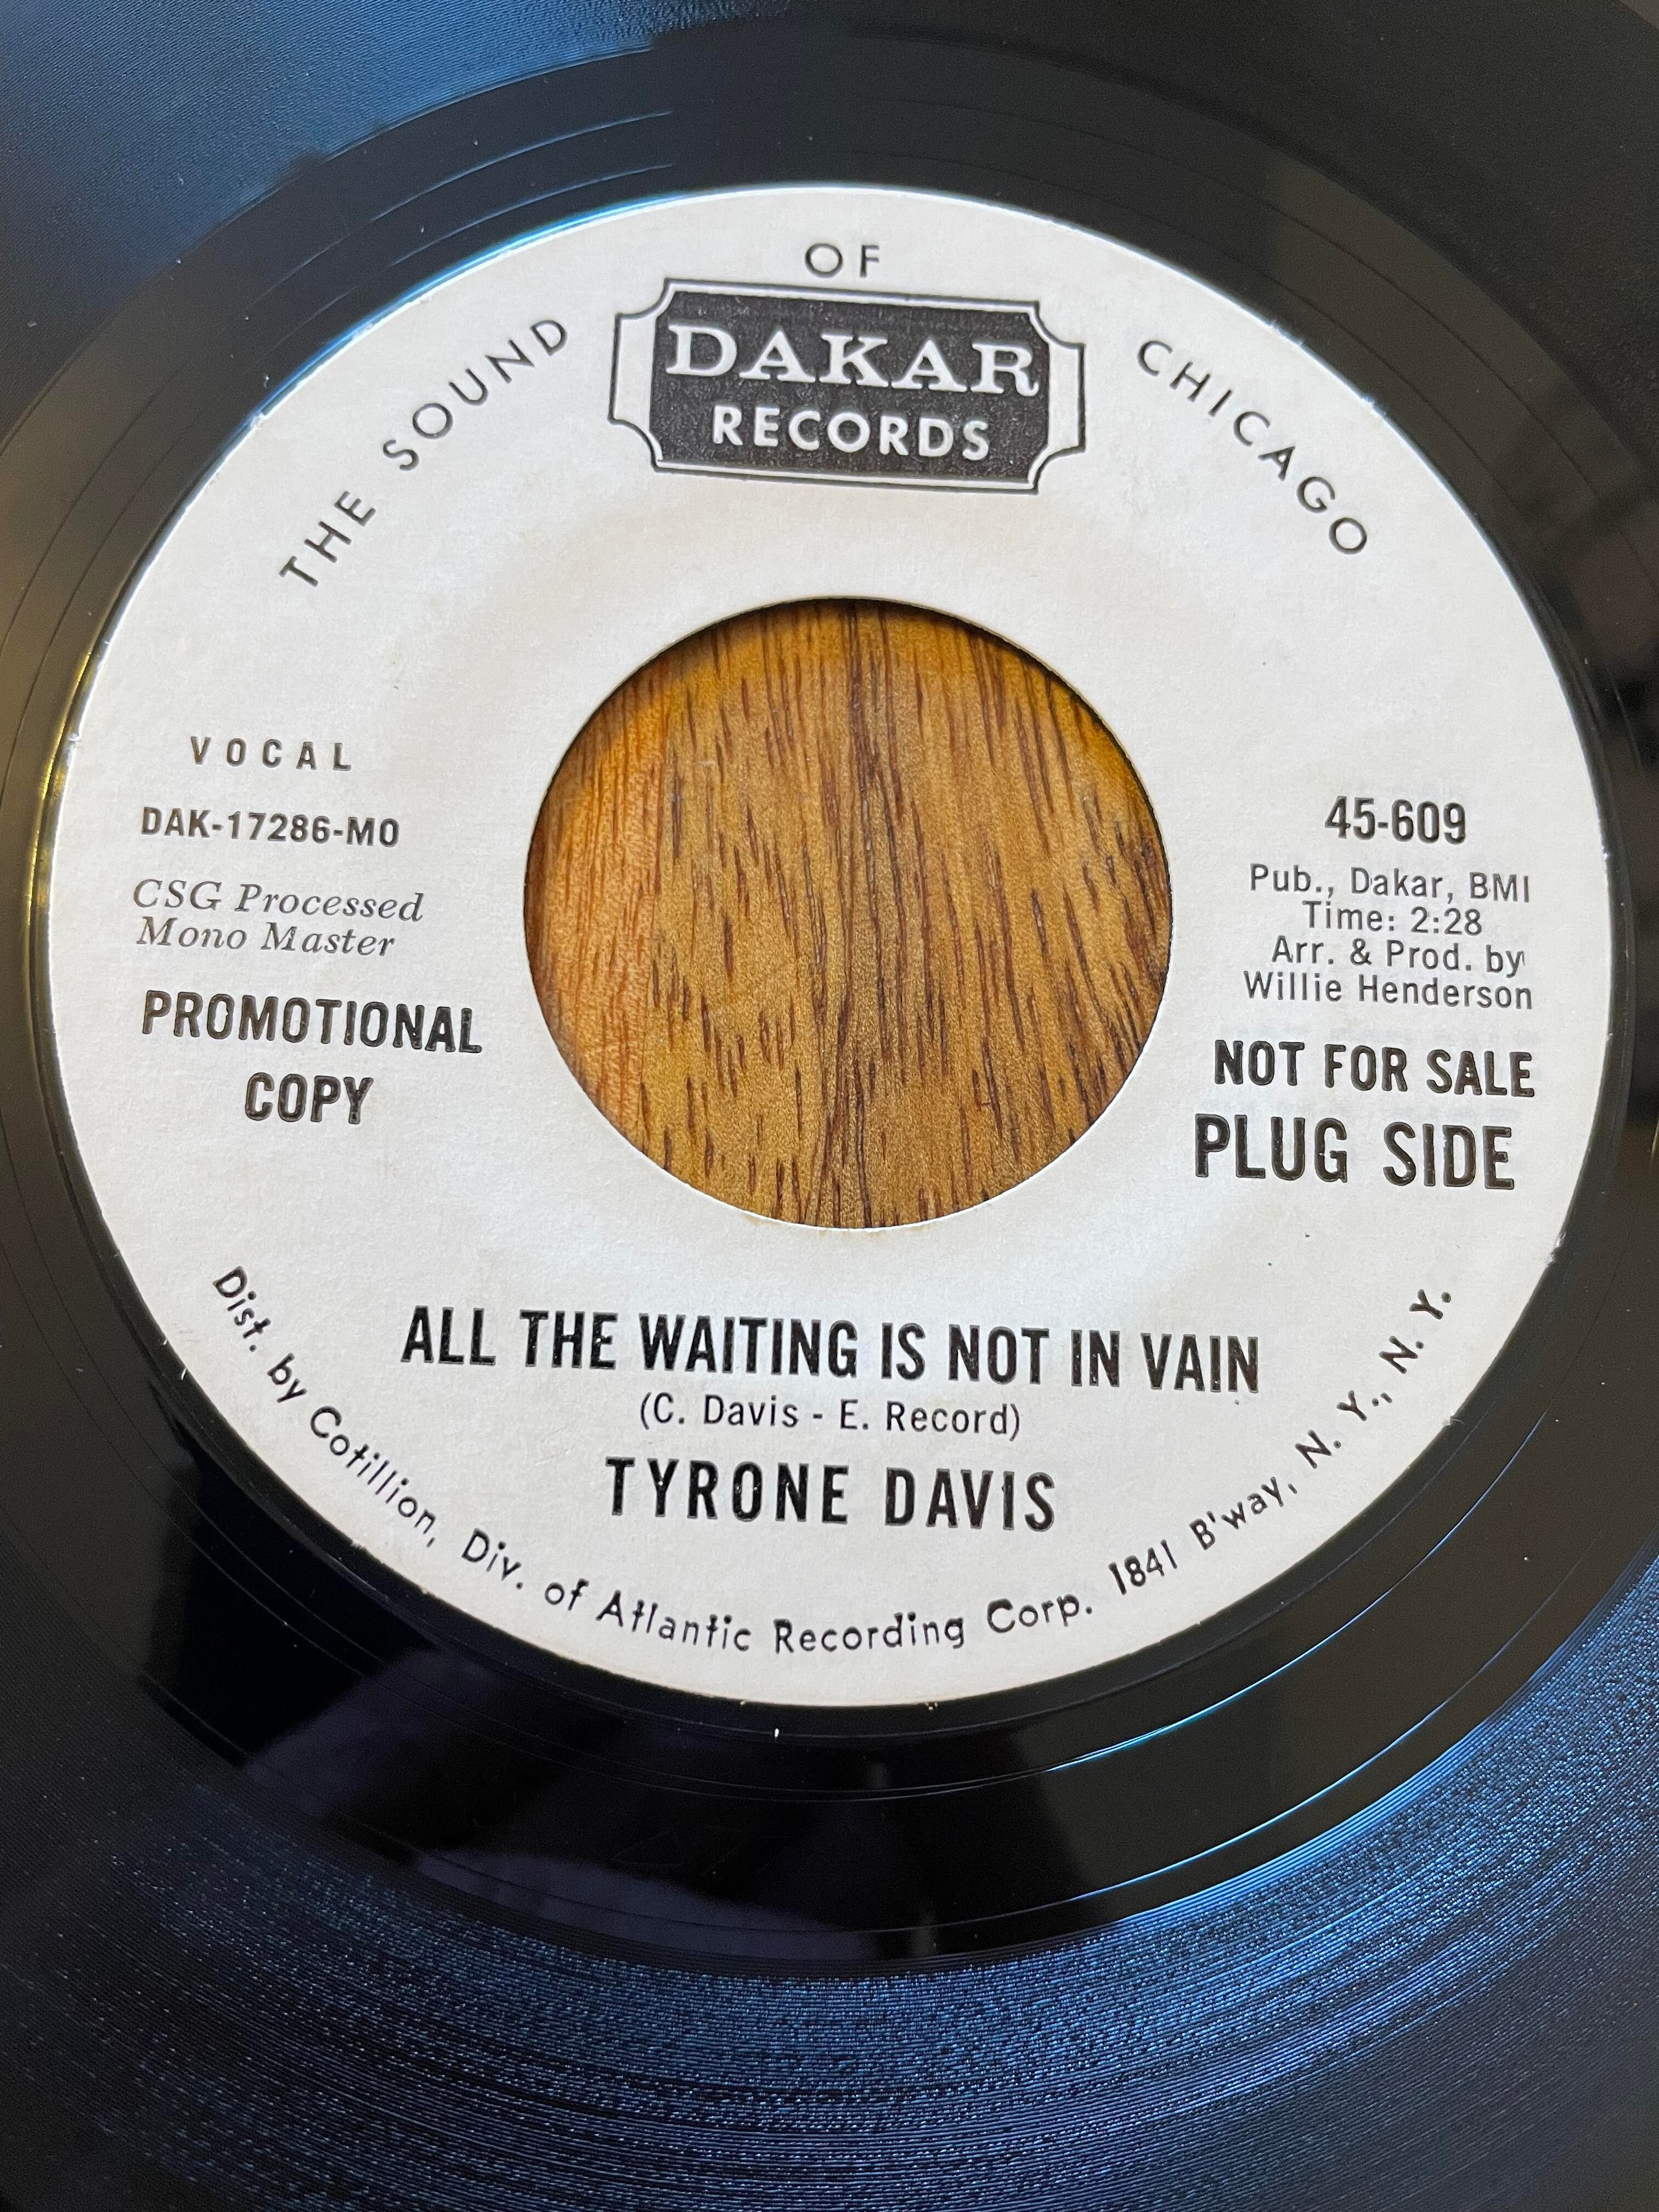 THE SOUND OF CHICAGO
DAKAR
RECORDS
VOCAL
DAK-17286-MO
CSG Processed
Mono Master
PROMOTIONAL
COPY
45-609
Pub., Dakar, BMI
Time: 2:28
Arr. & Prod. by
Willie Henderson
NOT FOR SALE
PLUG SIDE
ALL THE WAITING IS NOT IN VAIN
(C. Davis - E. Record)
TYRONE DAVIS
Dist. by Cotillion, Div. of Atlantic Recording Corp. 1841 B'way, N. Y., N. Y.